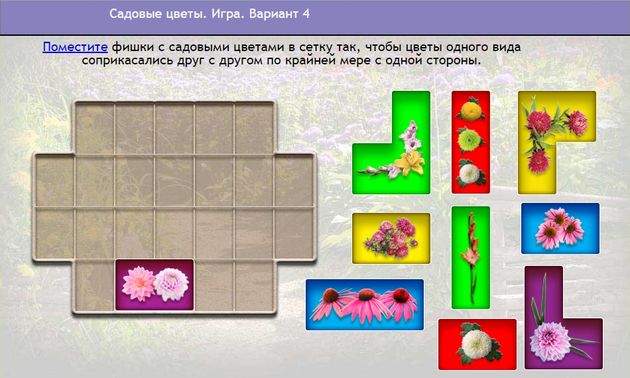 Садовые цветы. Игра. Вариант 4
Поместите фишки с садовыми цветами в сетку так, чтобы цветы одного вида
соприкасались друг с другом по крайней мере с одной стороны.